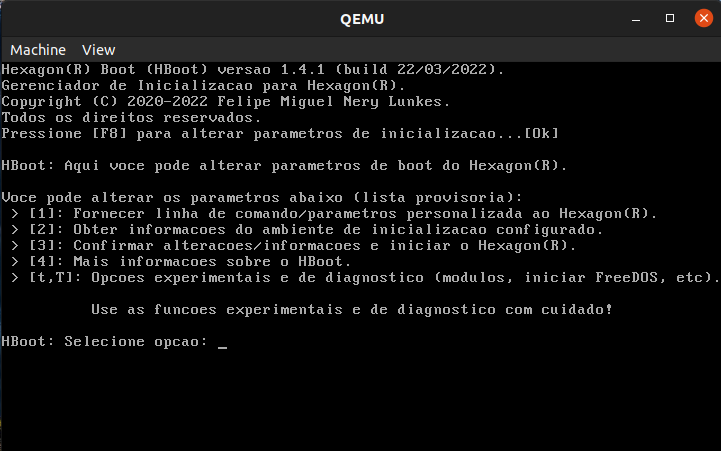 QEMU
Machine View
Hexagon(R) Boot (HBoot) versao 1.4.1 (build 22/03/2022).
Gerenciador de Inicializacao para Hexagon(R).
Copyright (C) 2020-2022 Felipe Miguel Nery Lunkes.
Todos os direitos reservados.
Pressione [F8] para alterar parametros de inicializacao...[Ok]
HBoot: Aqui voce pode alterar parametros de boot do Hexagon(R).
Voce pode alterar os parametros abaixo (lista provisoria):
> [1]: Fornecer linha de comando/parametros personalizada ao Hexagon(R).
> [2]: Obter informacoes do ambiente de inicializacao configurado.
> [3]: Confirmar alteracoes/informacoes e iniciar o Hexagon(R).
> [4]: Mais informacoes sobre o HBoot.
> [t,T]: Opcoes experimentais e de diagnostico (modulos, iniciar FreeDOS, etc).
Use as funcoes experimentais e de diagnostico com cuidado!
HBoot: Selecione opcao: _